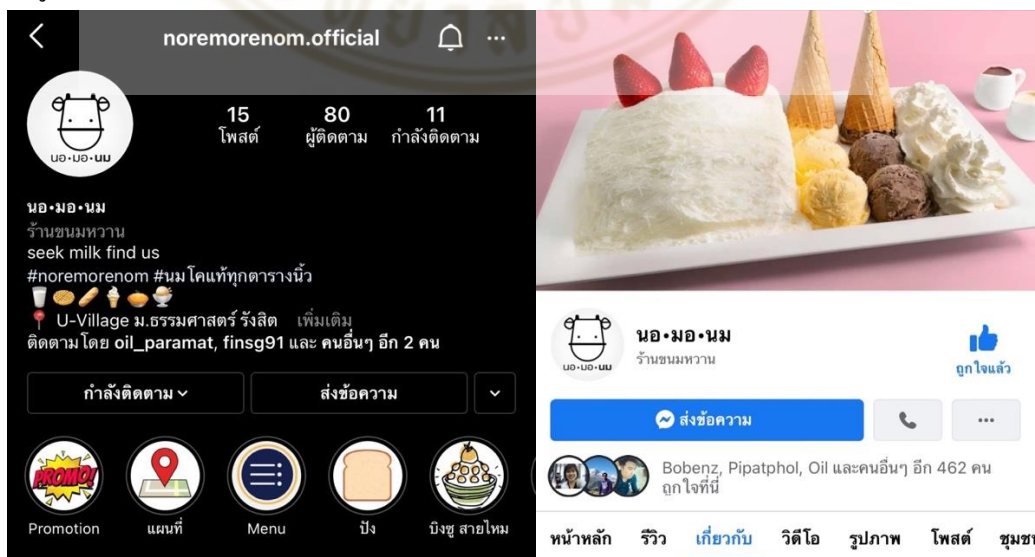 noremorenom.official
15 80 11
โพสต์ ผู้ติดตาม กำลังติดตาม
นอ•มอ•นม
นอ•มอ•นม
ร้านขนมหวาน
seek milk find us
#noremorenom #นมโคแท้ทุกตารางนิ้ว
U-Village ม.ธรรมศาสตร์ รังสิต เพิ่มเติม
ติดตามโดย oil_paramat, finsg91 และ คนอื่นๆ อีก 2 คน
กำลังติดตาม ส่งข้อความ
PROMO!
Promotion แผนที่ Menu ปัง บิงซู สายไหม
นอ•มอ•นม
นอ•มอ•นม
ร้านขนมหวาน
ถูกใจแล้ว
ส่งข้อความ
Bobenz, Pipatphol, Oil และคนอื่นๆ อีก 462 คน
ถูกใจที่นี่
หน้าหลัก รีวิว เกี่ยวกับ วิดีโอ รูปภาพ โพสต์